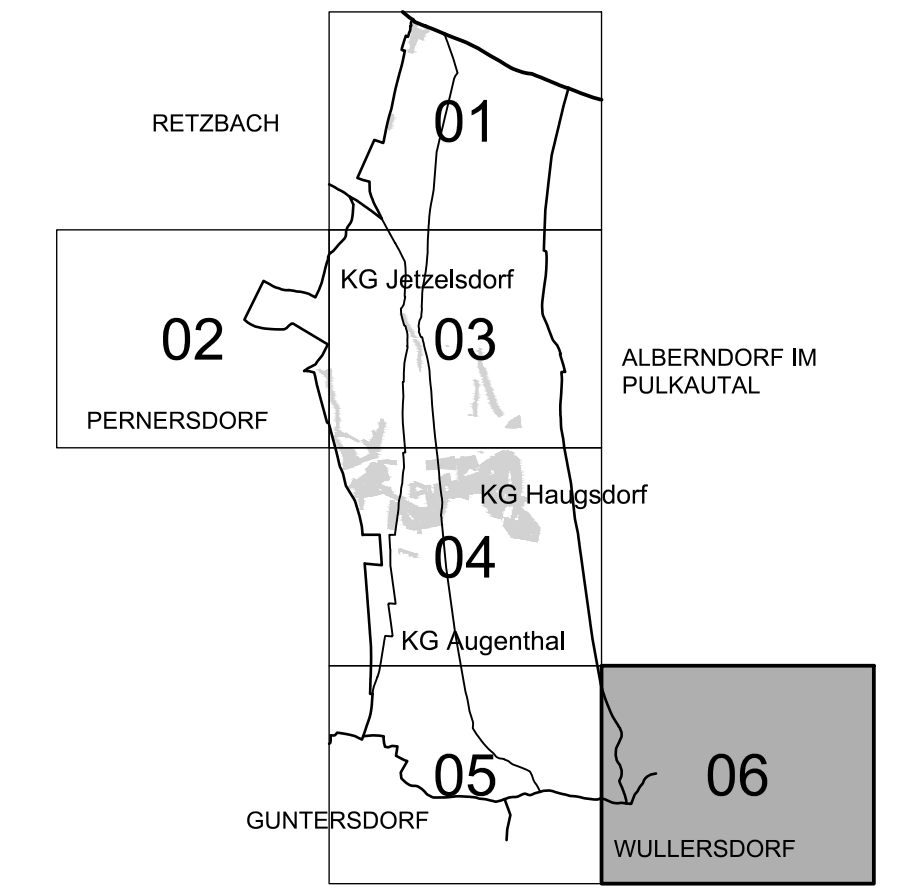 01
RETZBACH
KG Jetzelsdorf
02
03
ALBERNDORF IM
PULKAUTAL
PERNERSDORF
KG Haugsdorf
04
KG Augenthal
05
06
GUNTERSDORF
WULLERSDORF